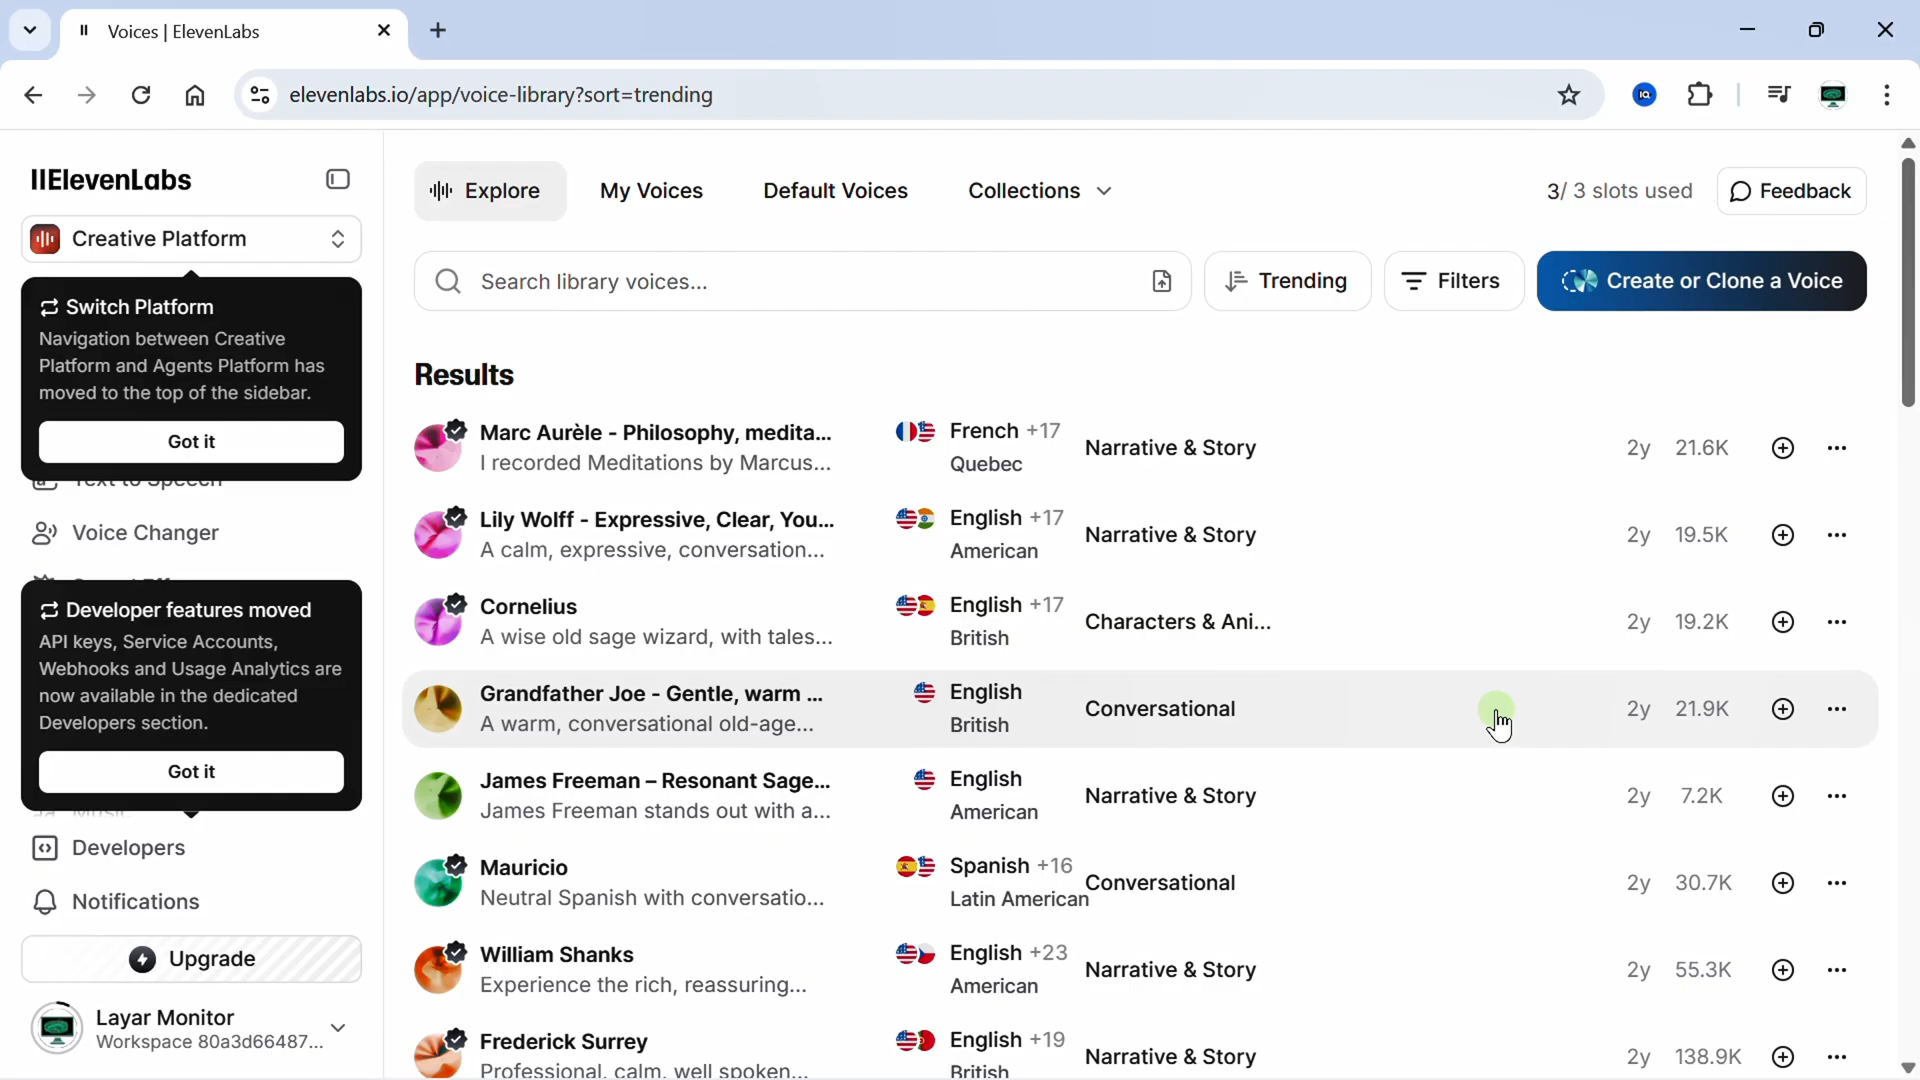 Voices | ElevenLabs
elevenlabs.io/app/voice-library?sort=trending
IIElevenLabs
Creative Platform
Switch Platform
Navigation between Creative
Platform and Agents Platform has
moved to the top of the sidebar.
Got it
Text to Speech
Voice Changer
Developer features moved
API keys, Service Accounts,
Webhooks and Usage Analytics are
now available in the dedicated
Developers section.
Got it
Developers
Notifications
Upgrade
Layar Monitor
Workspace 80a3d66487...
Explore
My Voices
Default Voices
Collections
3/ 3 slots used
Feedback
Search library voices...
Trending
Filters
Create or Clone a Voice
Results
Marc Aurèle - Philosophy, medita... French +17 Narrative & Story 2y 21.6K
I recorded Meditations by Marcus... Quebec
Lily Wolff - Expressive, Clear, You... English +17 Narrative & Story 2y 19.5K
A calm, expressive, conversation... American
Cornelius English +17 Characters & Ani... 2y 19.2K
A wise old sage wizard, with tales... British
Grandfather Joe - Gentle, warm ... English Conversational 2y 21.9K
A warm, conversational old-age... British
James Freeman – Resonant Sage... English Narrative & Story 2y 7.2K
James Freeman stands out with a... American
Mauricio Spanish +16 Conversational 2y 30.7K
Neutral Spanish with conversatio... Latin American
William Shanks English +23 Narrative & Story 2y 55.3K
Experience the rich, reassuring... American
Frederick Surrey English +19 Narrative & Story 2y 138.9K
Professional, calm, well spoken... British